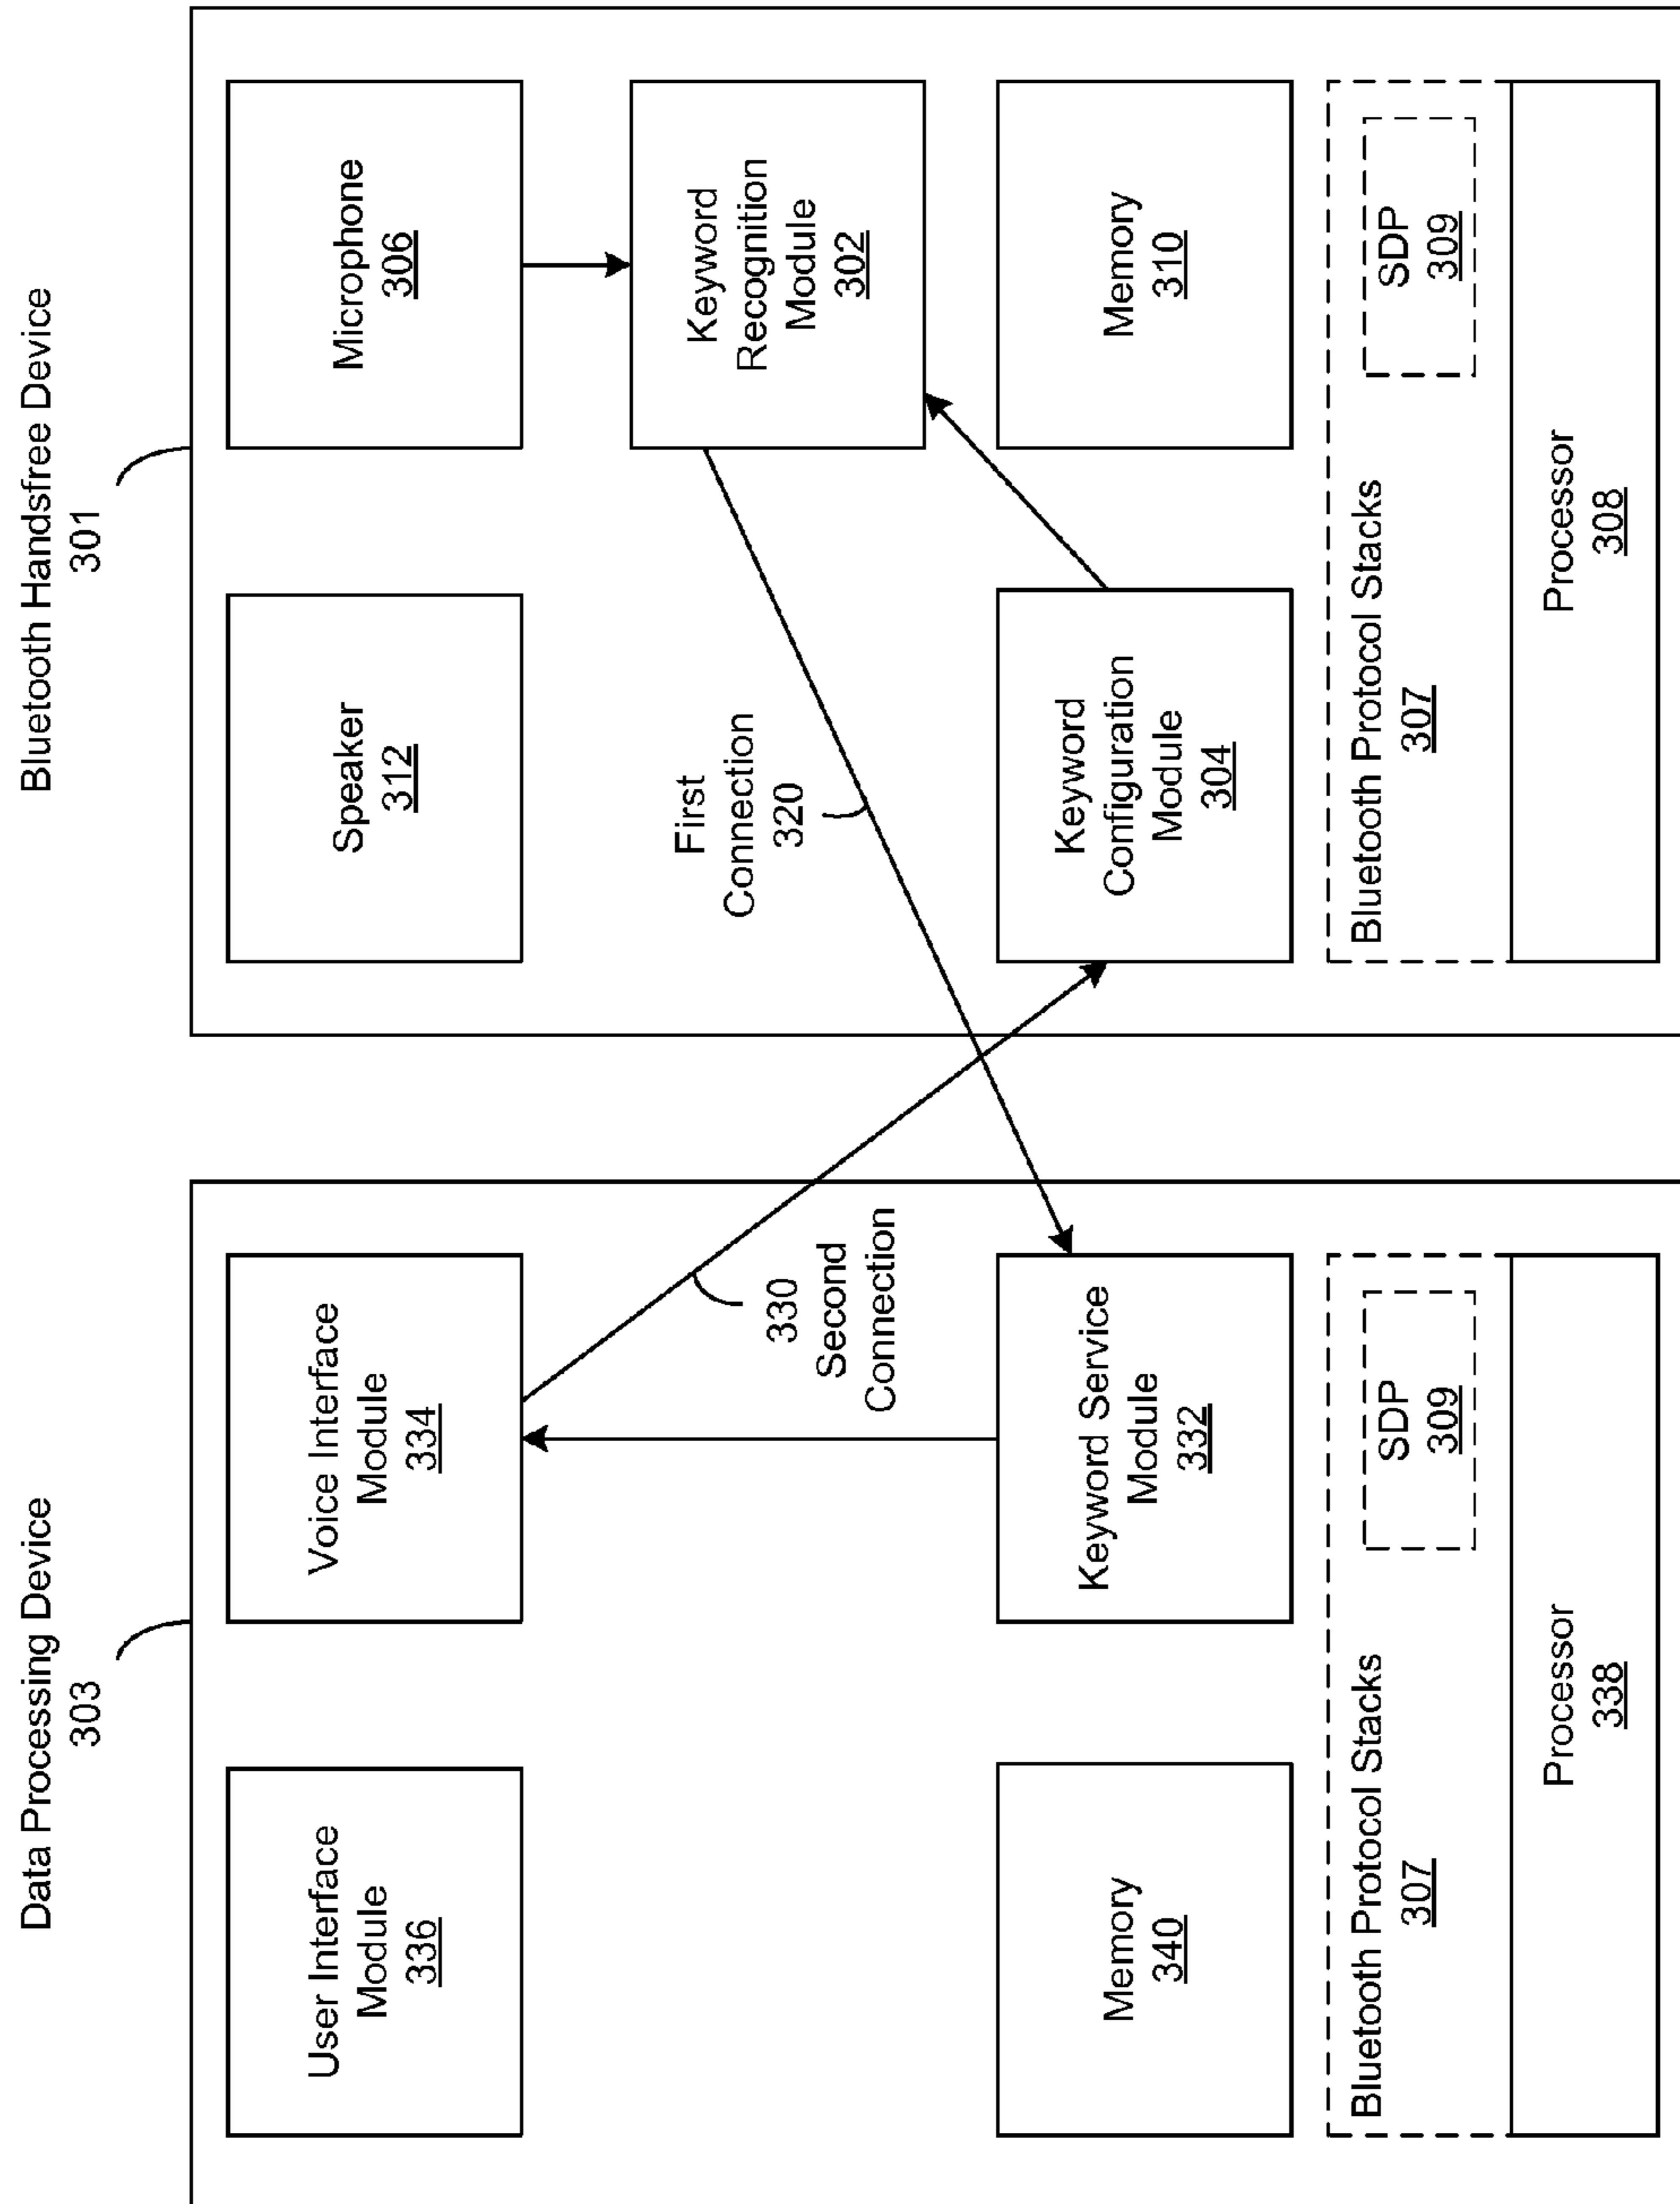 Data Processing Device
303
User Interface
Module
336
Voice Interface
Module
334
330
Second
Connection
Memory
340
Keyword Service
Module
332
Bluetooth Protocol Stacks
307
SDP
309
Processor
338
Bluetooth Handsfree Device
301
Speaker
312
Microphone
306
First
Connection
320
Keyword
Recognition
Module
302
Keyword
Configuration
Module
304
Memory
310
Bluetooth Protocol Stacks
307
SDP
309
Processor
308